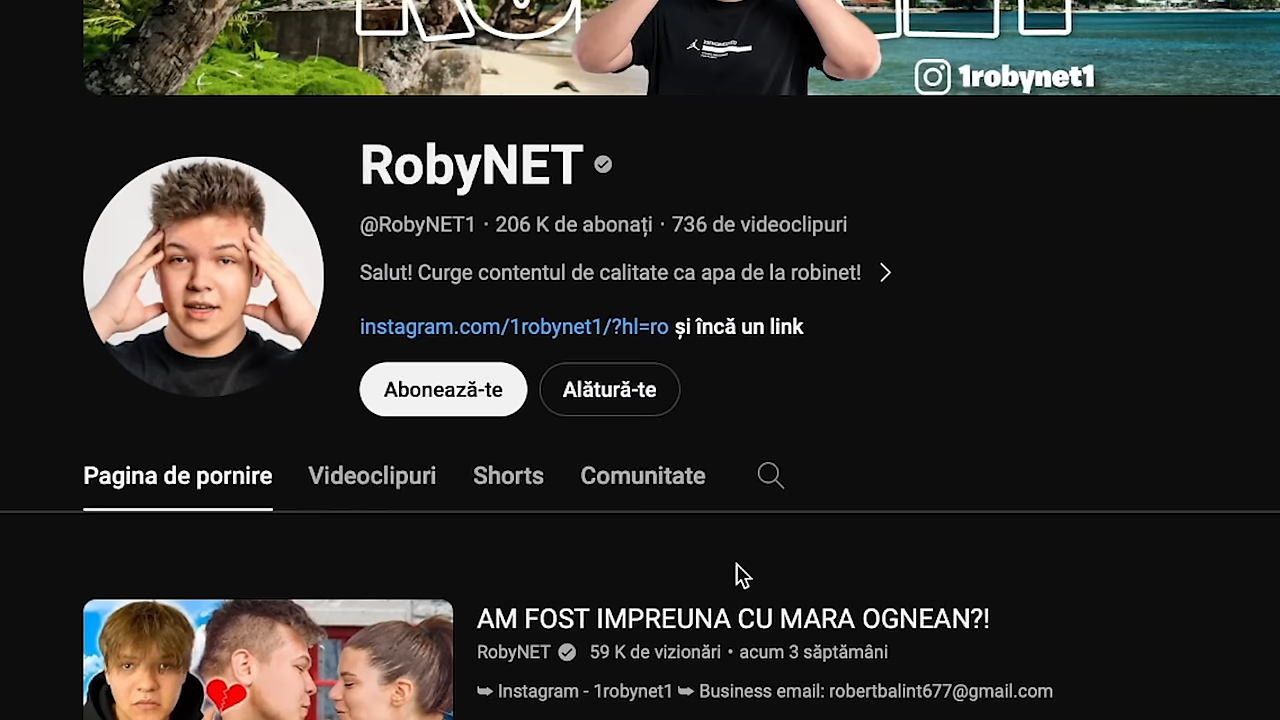 1robynet1
RobyNET
@RobyNET1 · 206 K de abonați · 736 de videoclipuri
Salut! Curge contentul de calitate ca apa de la robinet!
instagram.com/1robynet1/?hl=ro și încă un link
Abonează-te Alătură-te
Pagina de pornire Videoclipuri Shorts Comunitate
AM FOST IMPREUNA CU MARA OGNEAN?!
RobyNET 59 K de vizionări • acum 3 săptămâni
➥ Instagram - 1robynet1 ➥ Business email: robertbalint677@gmail.com